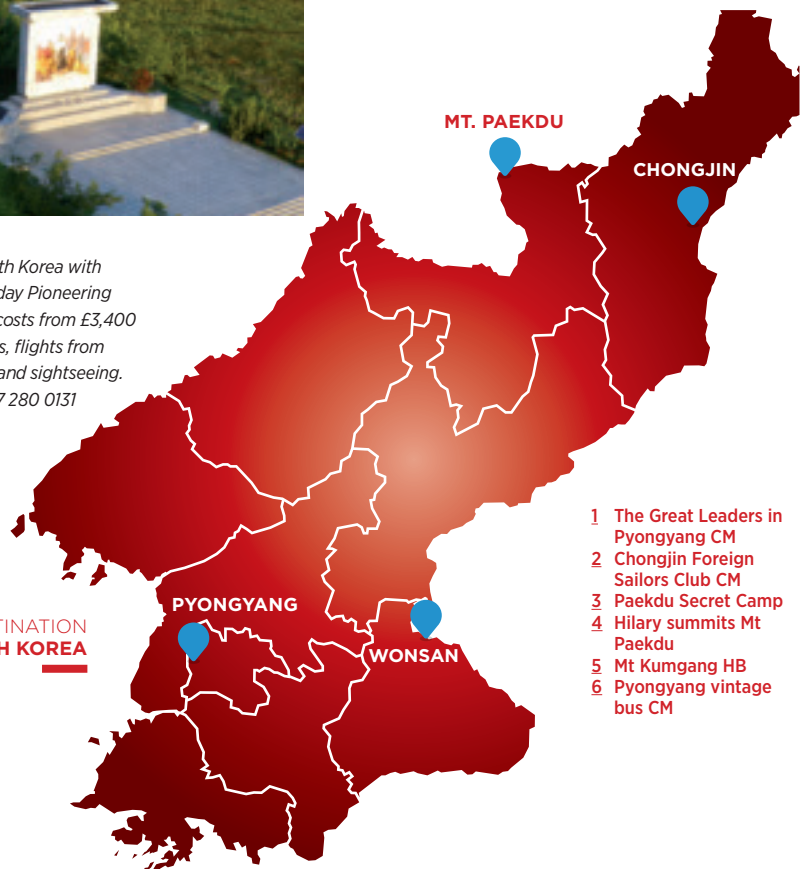 MT. PAEKDU
CHONGJIN
th Korea with
day Pioneering
costs from £3,400
s, flights from
and sightseeing.
7 280 0131
TINATION
H KOREA
PYONGYANG
WONSAN
1 The Great Leaders in
Pyongyang CM
2 Chongjin Foreign
Sailors Club CM
3 Paekdu Secret Camp
4 Hilary summits Mt
Paekdu
5 Mt Kumgang HB
6 Pyongyang vintage
bus CM